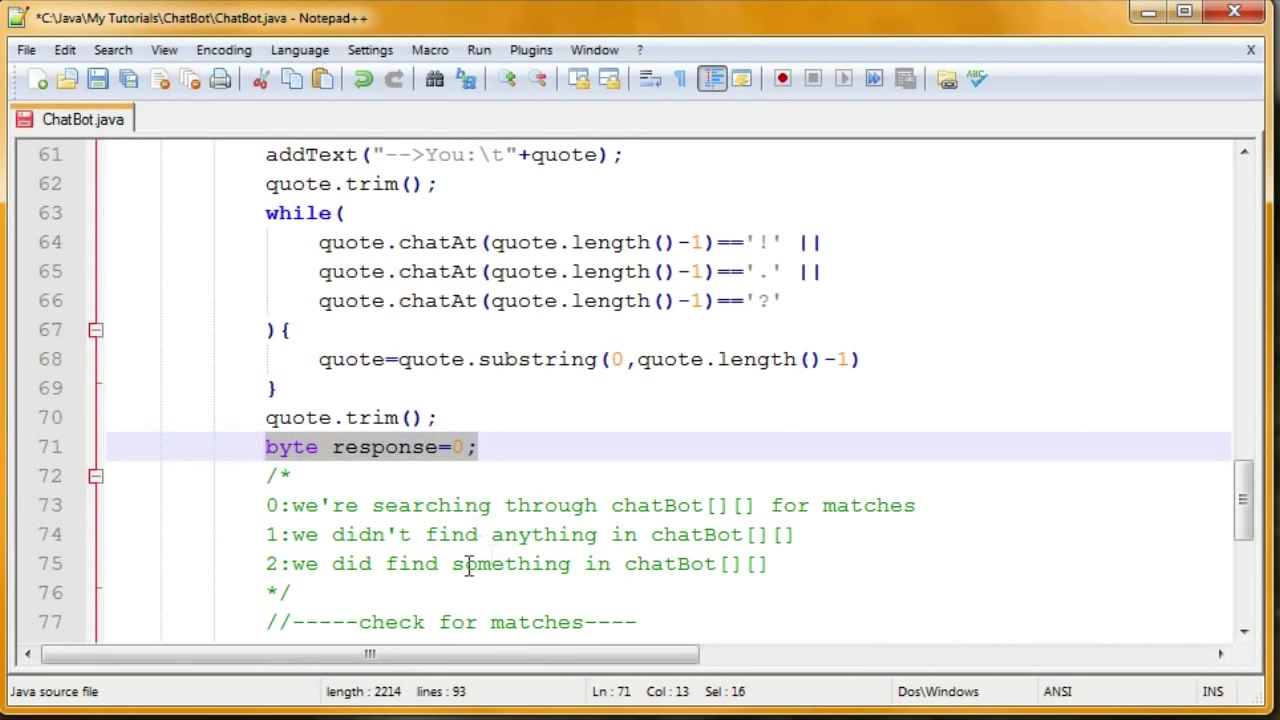 *C:\Java\My Tutorials\ChatBot\ChatBot.java - Notepad++
File Edit Search View Encoding Language Settings Macro Run Plugins Window ? X
ABC
ChatBot.java
61 addText("-->You:\t"+quote);
62 quote.trim();
63 while(
64 quote.chatAt(quote.length()-1)=='!' ||
65 quote.chatAt(quote.length()-1)=='.' ||
66 quote.chatAt(quote.length()-1)=='?'
67 ){
68 quote=quote.substring(0,quote.length()-1)
69 }
70 quote.trim();
71 byte response=0;
72 /*
73 0:we're searching through chatBot[][] for matches
74 1:we didn't find anything in chatBot[][]
75 2:we did find something in chatBot[][]
76 */
77 //-----check for matches----
Java source file length : 2214 lines : 93 Ln : 71 Col : 13 Sel : 16 Dos\Windows ANSI INS